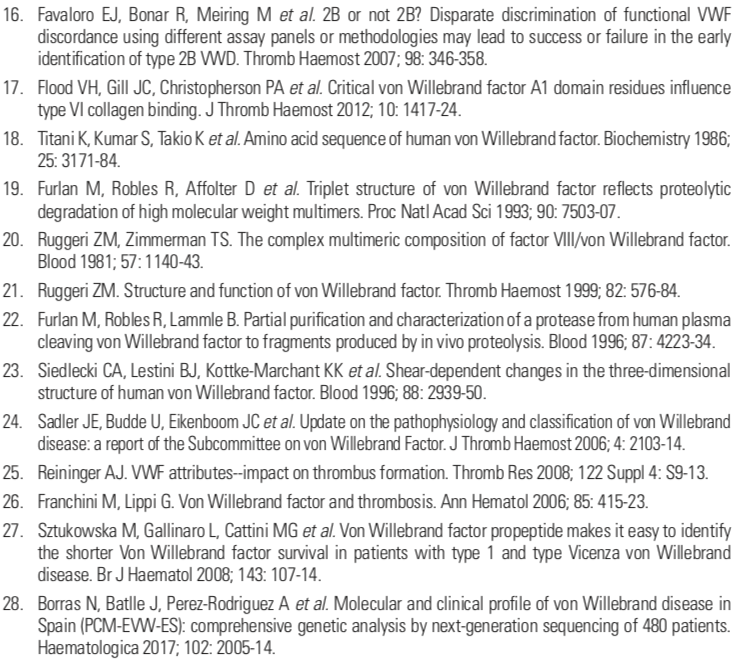 16. Favaloro EJ, Bonar R, Meiring M et al. 2B or not 2B? Disparate discrimination of functional VWF
discordance using different assay panels or methodologies may lead to success or failure in the early
identification of type 2B VWD. Thromb Haemost 2007; 98: 346-358.
17. Flood VH, Gill JC, Christopherson PA et al. Critical von Willebrand factor A1 domain residues influence
type VI collagen binding. J Thromb Haemost 2012; 10: 1417-24.
18. Titani K, Kumar S, Takio K et al. Amino acid sequence of human von Willebrand factor. Biochemistry 1986;
25: 3171-84.
19. Furlan M, Robles R, Affolter D et al. Triplet structure of von Willebrand factor reflects proteolytic
degradation of high molecular weight multimers. Proc Natl Acad Sci 1993; 90: 7503-07.
20. Ruggeri ZM, Zimmerman TS. The complex multimeric composition of factor VIII/von Willebrand factor.
Blood 1981; 57: 1140-43.
21. Ruggeri ZM. Structure and function of von Willebrand factor. Thromb Haemost 1999; 82: 576-84.
22. Furlan M, Robles R, Lammle B. Partial purification and characterization of a protease from human plasma
cleaving von Willebrand factor to fragments produced by in vivo proteolysis. Blood 1996; 87: 4223-34.
23. Siedlecki CA, Lestini BJ, Kottke-Marchant KK et al. Shear-dependent changes in the three-dimensional
structure of human von Willebrand factor. Blood 1996; 88: 2939-50.
24. Sadler JE, Budde U, Eikenboom JC et al. Update on the pathophysiology and classification of von Willebrand
disease: a report of the Subcommittee on von Willebrand Factor. J Thromb Haemost 2006; 4: 2103-14.
25. Reininger AJ. VWF attributes--impact on thrombus formation. Thromb Res 2008; 122 Suppl 4: S9-13.
26. Franchini M, Lippi G. Von Willebrand factor and thrombosis. Ann Hematol 2006; 85: 415-23.
27. Sztukowska M, Gallinaro L, Cattini MG et al. Von Willebrand factor propeptide makes it easy to identify
the shorter Von Willebrand factor survival in patients with type 1 and type Vicenza von Willebrand
disease. Br J Haematol 2008; 143: 107-14.
28. Borras N, Batlle J, Perez-Rodriguez A et al. Molecular and clinical profile of von Willebrand disease in
Spain (PCM-EVW-ES): comprehensive genetic analysis by next-generation sequencing of 480 patients.
Haematologica 2017; 102: 2005-14.